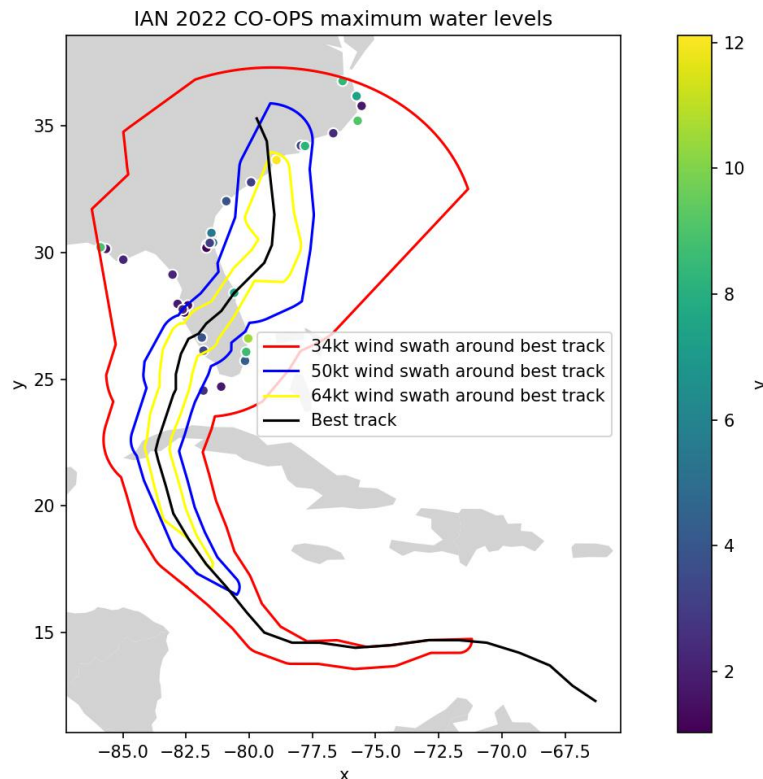 IAN 2022 CO-OPS maximum water levels
12
10
8
6
4
2
v
35
30
25
20
15
y
34kt wind swath around best track
50kt wind swath around best track
64kt wind swath around best track
Best track
−85.0 −82.5 −80.0 −77.5 −75.0 −72.5 −70.0 −67.5
x